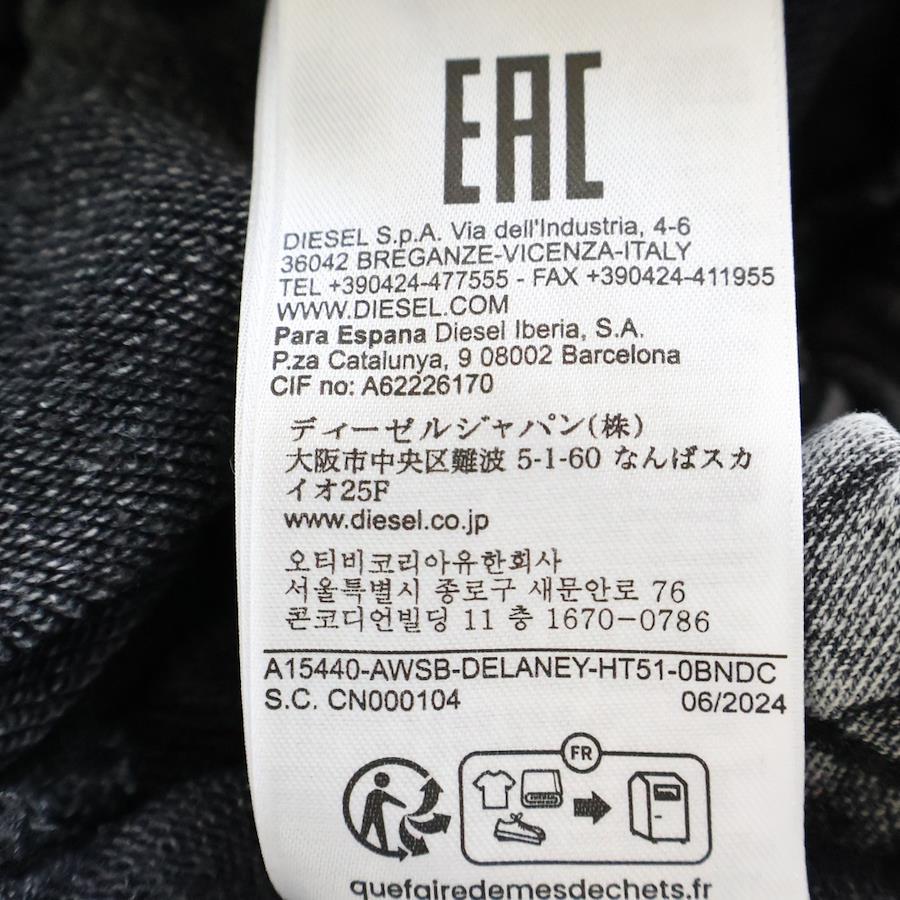 EAC
DIESEL S.p.A. Via dell'Industria, 4-6
36042 BREGANZE-VICENZA-ITALY
TEL +390424-477555 - FAX +390424-411955
WWW.DIESEL.COM
Para Espana Diesel Iberia, S.A.
P.za Catalunya, 9 08002 Barcelona
CIF no: A62226170
ディーゼルジャパン(株)
大阪市中央区難波 5-1-60 なんばスカ
イオ25F
www.diesel.co.jp
오티비코리아유한회사
서울특별시 종로구 새문안로 76
콘코디언빌딩 11 층 1670-0786
A15440-AWSB-DELANEY-HT51-0BNDC
S.C. CN000104 06/2024
FR
quefairedemesdechets.fr